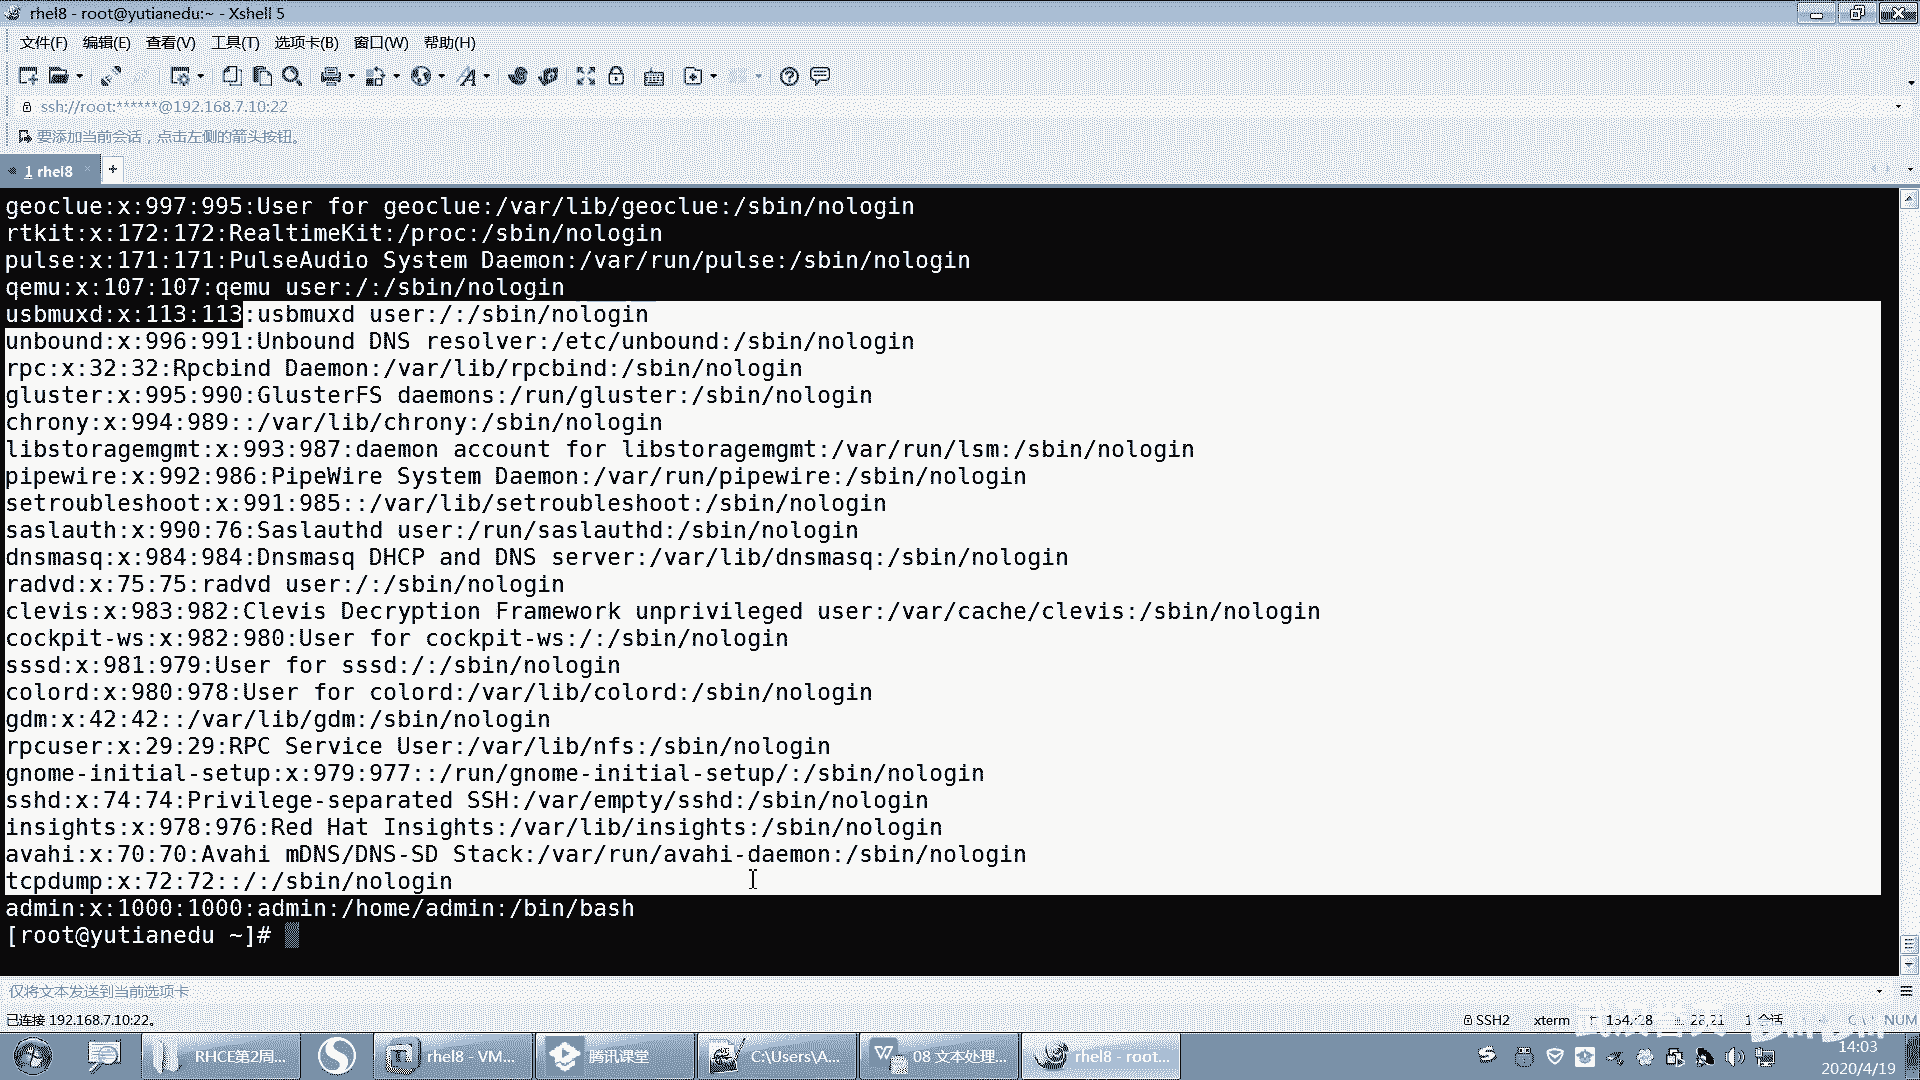 rhel8 - root@yutianedu:~ - Xshell 5
文件(F) 编辑(E) 查看(V) 工具(T) 选项卡(B) 窗口(W) 帮助(H)
ssh://root:******@192.168.7.10:22
要添加当前会话，点击左侧的箭头按钮。
1 rhel8
geoclue:x:997:995:User for geoclue:/var/lib/geoclue:/sbin/nologin
rtkit:x:172:172:RealtimeKit:/proc:/sbin/nologin
pulse:x:171:171:PulseAudio System Daemon:/var/run/pulse:/sbin/nologin
qemu:x:107:107:qemu user:/:/sbin/nologin
usbmuxd:x:113:113:usbmuxd user:/:/sbin/nologin
unbound:x:996:991:Unbound DNS resolver:/etc/unbound:/sbin/nologin
rpc:x:32:32:Rpcbind Daemon:/var/lib/rpcbind:/sbin/nologin
gluster:x:995:990:GlusterFS daemons:/run/gluster:/sbin/nologin
chrony:x:994:989::/var/lib/chrony:/sbin/nologin
libstoragemgmt:x:993:987:daemon account for libstoragemgmt:/var/run/lsm:/sbin/nologin
pipewire:x:992:986:PipeWire System Daemon:/var/run/pipewire:/sbin/nologin
setroubleshoot:x:991:985::/var/lib/setroubleshoot:/sbin/nologin
saslauth:x:990:76:Saslauthd user:/run/saslauthd:/sbin/nologin
dnsmasq:x:984:984:Dnsmasq DHCP and DNS server:/var/lib/dnsmasq:/sbin/nologin
radvd:x:75:75:radvd user:/:/sbin/nologin
clevis:x:983:982:Clevis Decryption Framework unprivileged user:/var/cache/clevis:/sbin/nologin
cockpit-ws:x:982:980:User for cockpit-ws:/:/sbin/nologin
sssd:x:981:979:User for sssd:/:/sbin/nologin
colord:x:980:978:User for colord:/var/lib/colord:/sbin/nologin
gdm:x:42:42::/var/lib/gdm:/sbin/nologin
rpcuser:x:29:29:RPC Service User:/var/lib/nfs:/sbin/nologin
gnome-initial-setup:x:979:977::/run/gnome-initial-setup/:/sbin/nologin
sshd:x:74:74:Privilege-separated SSH:/var/empty/sshd:/sbin/nologin
insights:x:978:976:Red Hat Insights:/var/lib/insights:/sbin/nologin
avahi:x:70:70:Avahi mDNS/DNS-SD Stack:/var/run/avahi-daemon:/sbin/nologin
tcpdump:x:72:72::/:/sbin/nologin
admin:x:1000:1000:admin:/home/admin:/bin/bash
[root@yutianedu ~]#
仅将文本发送到当前选项卡
已连接 192.168.7.10:22。 SSH2 xterm 28,21 1 会话 NUM
RHCE第2周... rhel8 - VM... 腾讯课堂 C:\Users\A... 08 文本处理... rhel8 - root...
14:03
2020/4/19